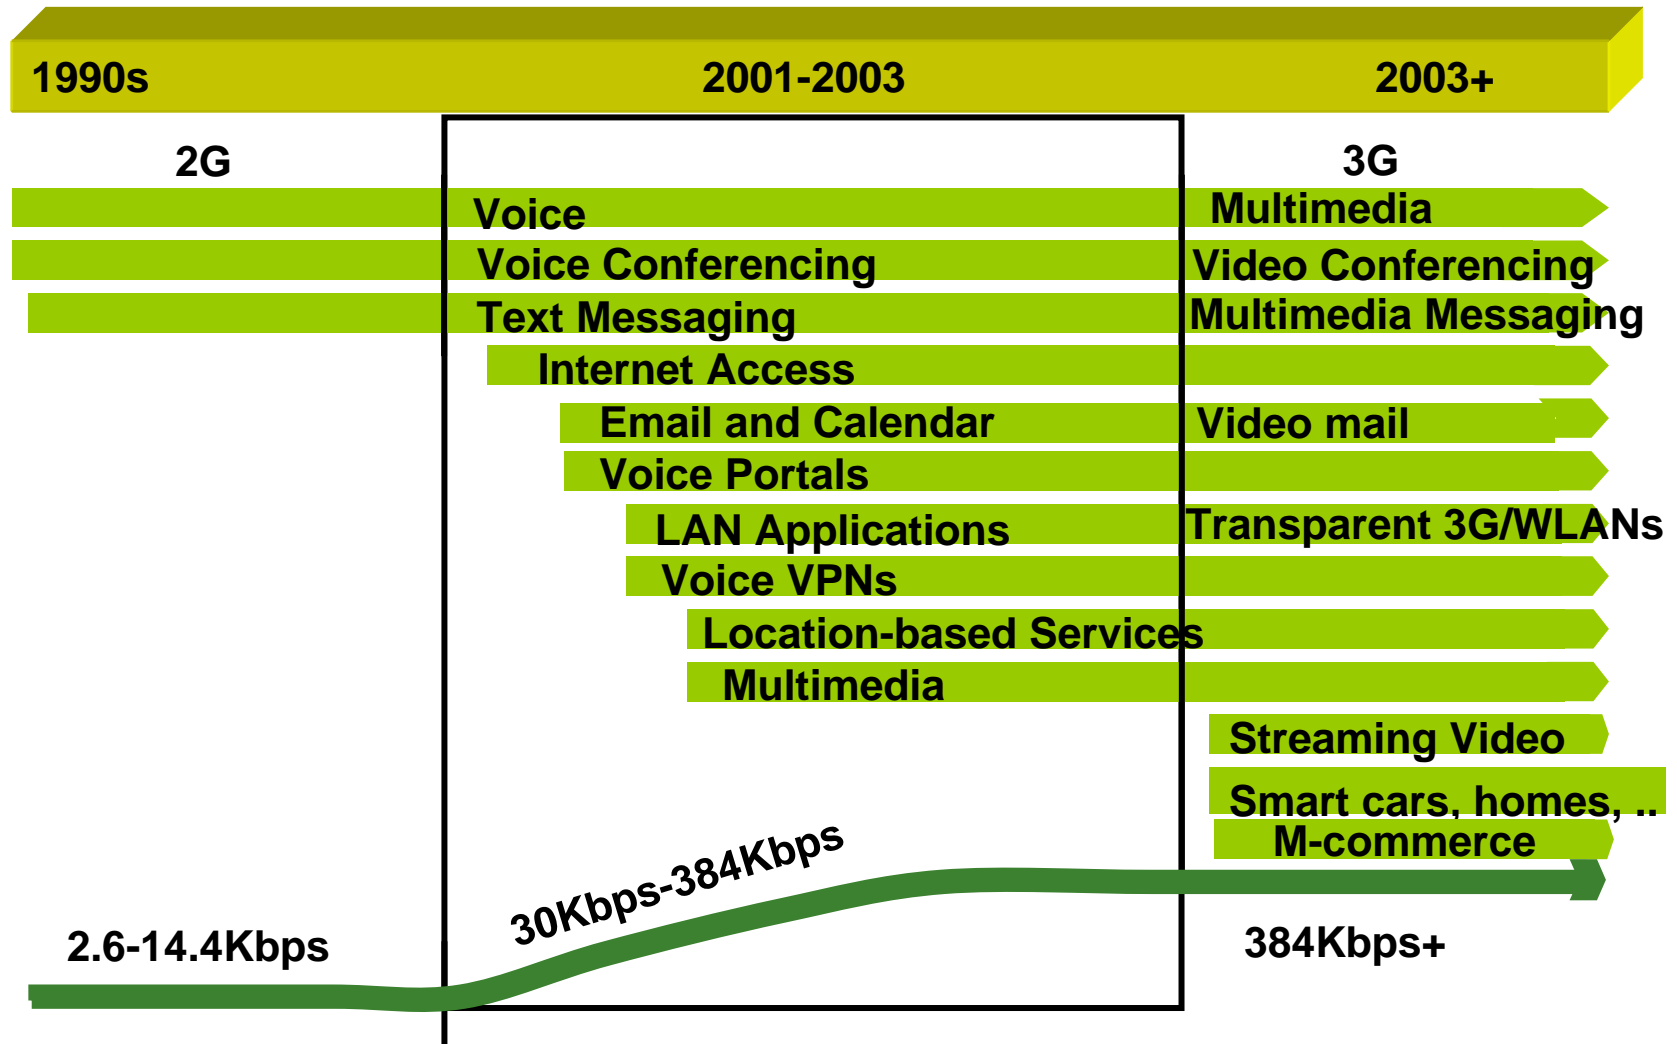 1990s 2001-2003 2003+
2G 3G
Voice Multimedia
Voice Conferencing Video Conferencing
Text Messaging Multimedia Messaging
Internet Access
Email and Calendar Video mail
Voice Portals
LAN Applications Transparent 3G/WLANs
Voice VPNs
Location-based Services
Multimedia
Streaming Video
Smart cars, homes, ..
M-commerce
30Kbps-384Kbps
2.6-14.4Kbps 384Kbps+